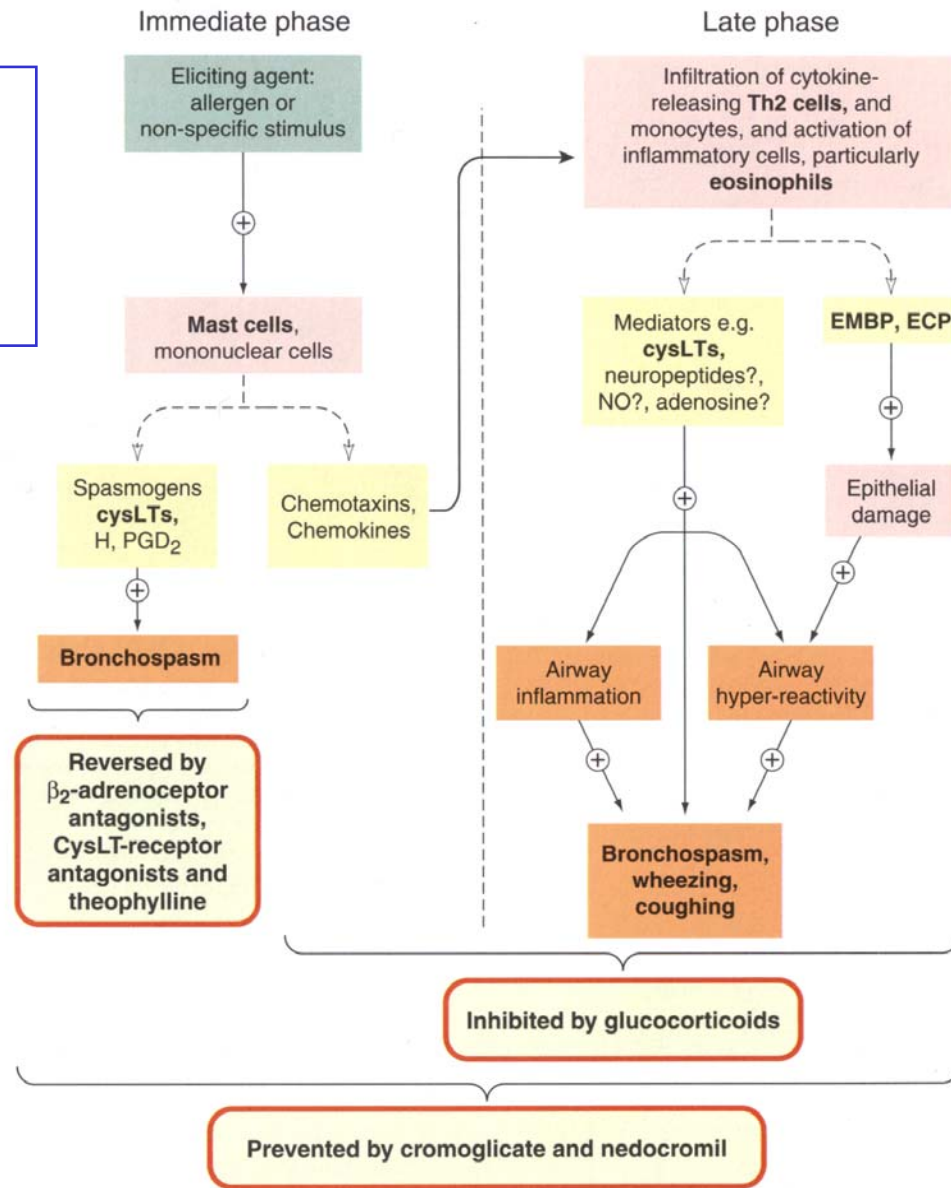 Immediate phase
Eliciting agent:
allergen or
non-specific stimulus
+
Mast cells,
mononuclear cells
Spasmogens
cysLTs,
H, PGD₂
Chemotaxins,
Chemokines
+
Bronchospasm
Reversed by
β₂-adrenoceptor
antagonists,
CysLT-receptor
antagonists and
theophylline
Late phase
Infiltration of cytokine-
releasing Th2 cells, and
monocytes, and activation of
inflammatory cells, particularly
eosinophils
Mediators e.g.
cysLTs,
neuropeptides?,
NO?, adenosine?
EMBP, ECP
+
+
Epithelial
damage
+
Airway
inflammation
Airway
hyper-reactivity
+
+
Bronchospasm,
wheezing,
coughing
Inhibited by glucocorticoids
Prevented by cromoglicate and nedocromil